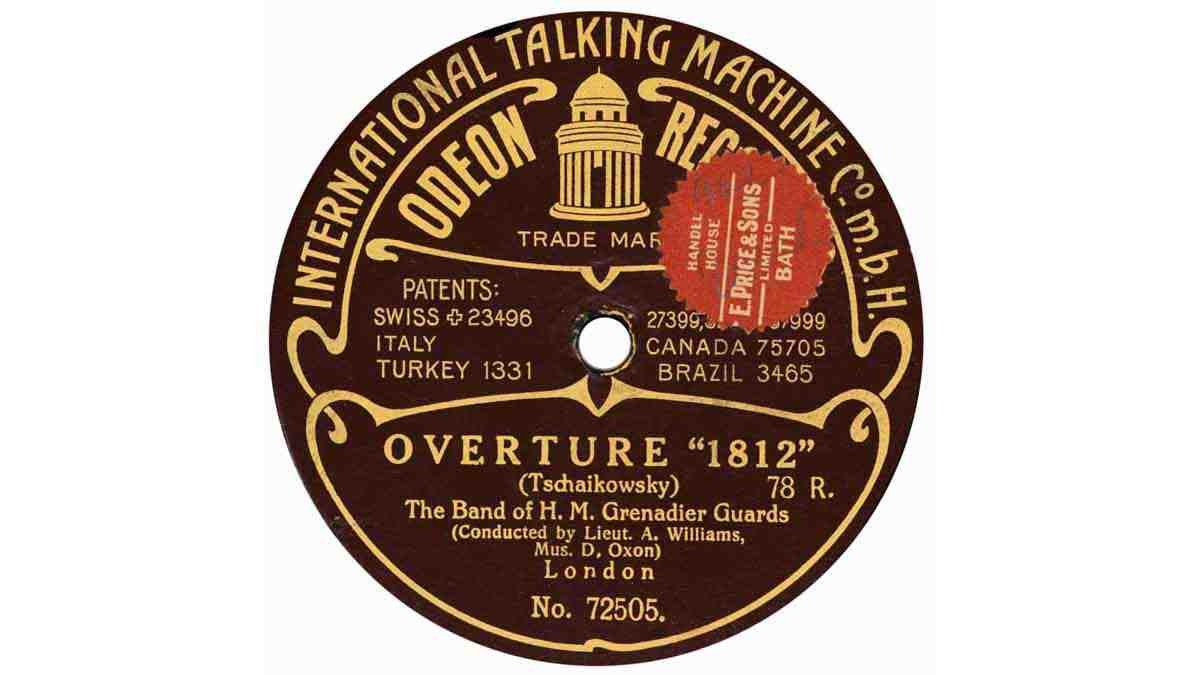 INTERNATIONAL TALKING MACHINE Co. m.b.H.
ODEON
TRADE
HANDEL
HOUSE
E. PRICE & SONS
LIMITED
BATH
PATENTS:
SWISS 23496
ITALY
TURKEY 1331
27399,
CANADA 75705
BRAZIL 3465
OVERTURE “1812”
(Tschaikowsky) 78 R.
The Band of H. M. Grenadier Guards
(Conducted by Lieut. A. Williams,
Mus. D. Oxon)
London
No. 72505.